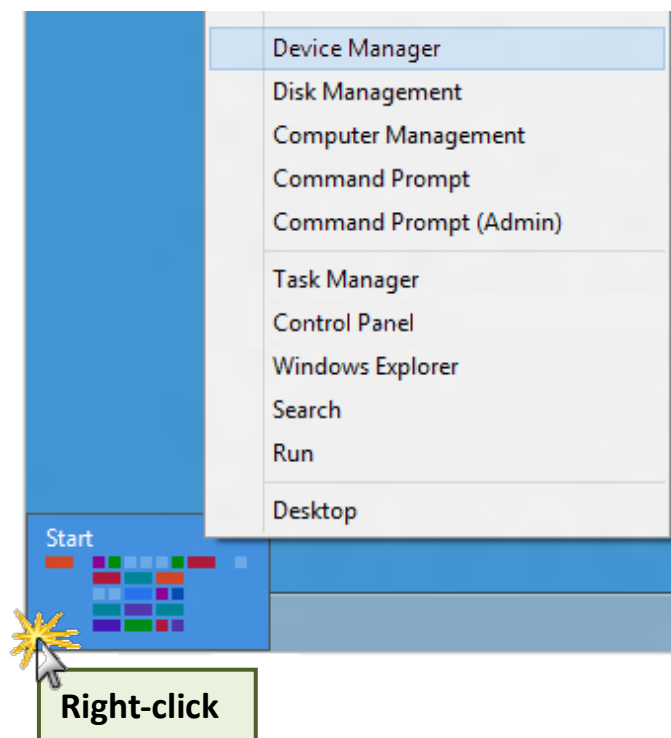 Device Manager
Disk Management
Computer Management
Command Prompt
Command Prompt (Admin)
Task Manager
Control Panel
Windows Explorer
Search
Run
Desktop
Start
Right-click